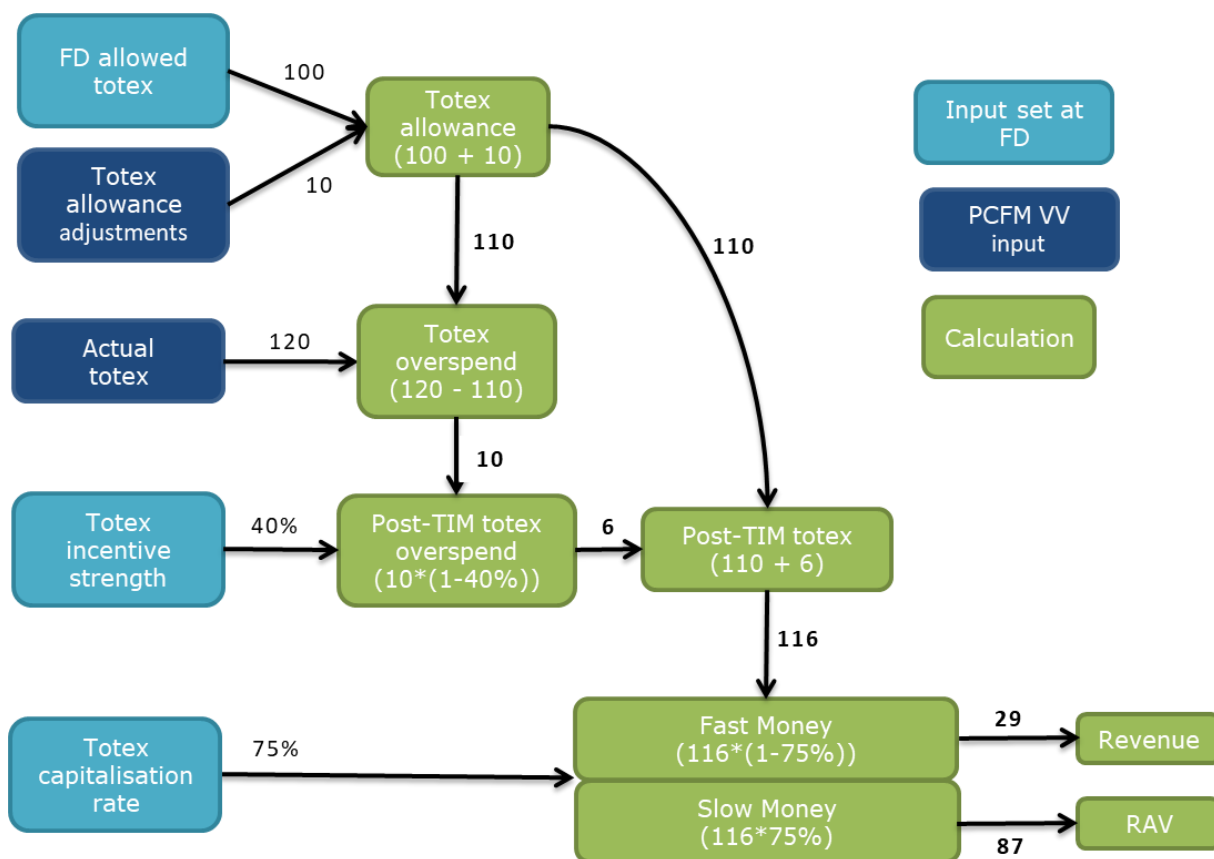 FD allowed
totex
100
Totex
allowance
(100 + 10)
Input set at
FD
Totex
allowance
adjustments
10
PCFM VV
input
110
110
Actual
totex
120
Totex
overspend
(120 - 110)
Calculation
10
Totex
incentive
strength
40%
Post-TIM totex
overspend
(10*(1-40%))
6
Post-TIM totex
(110 + 6)
116
Totex
capitalisation
rate
75%
Fast Money
(116*(1-75%))
29
Revenue
Slow Money
(116*75%)
87
RAV